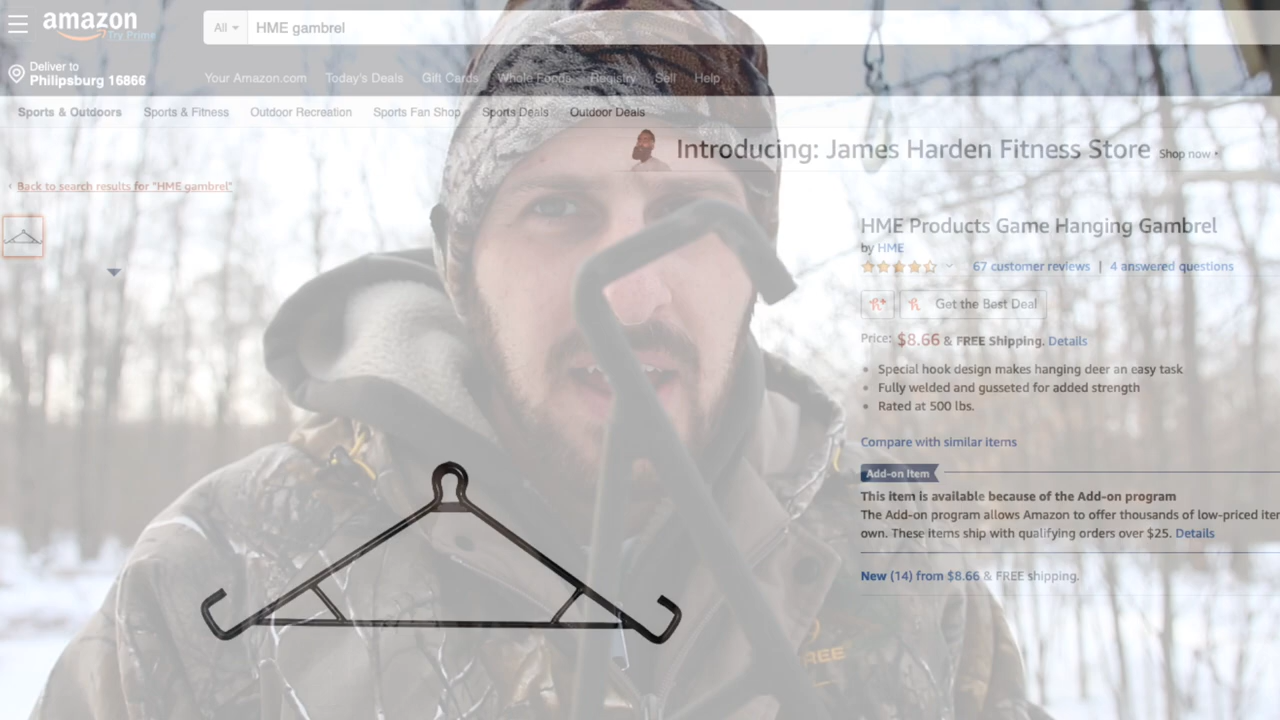 amazon
Try Prime
All
HME gambrel
Deliver to
Philipsburg 16866
Your Amazon.com Today's Deals Gift Cards Whole Foods Registry Sell Help
Sports & Outdoors Sports & Fitness Outdoor Recreation Sports Fan Shop Sports Deals Outdoor Deals
Introducing: James Harden Fitness Store Shop now
‹ Back to search results for "HME gambrel"
HME Products Game Hanging Gambrel
by HME
67 customer reviews | 4 answered questions
Get the Best Deal
Price: $8.66 & FREE Shipping. Details
• Special hook design makes hanging deer an easy task
• Fully welded and gusseted for added strength
• Rated at 500 lbs.
Compare with similar items
Add-on Item
This item is available because of the Add-on program
The Add-on program allows Amazon to offer thousands of low-priced iter
own. These items ship with qualifying orders over $25. Details
New (14) from $8.66 & FREE shipping.
REE